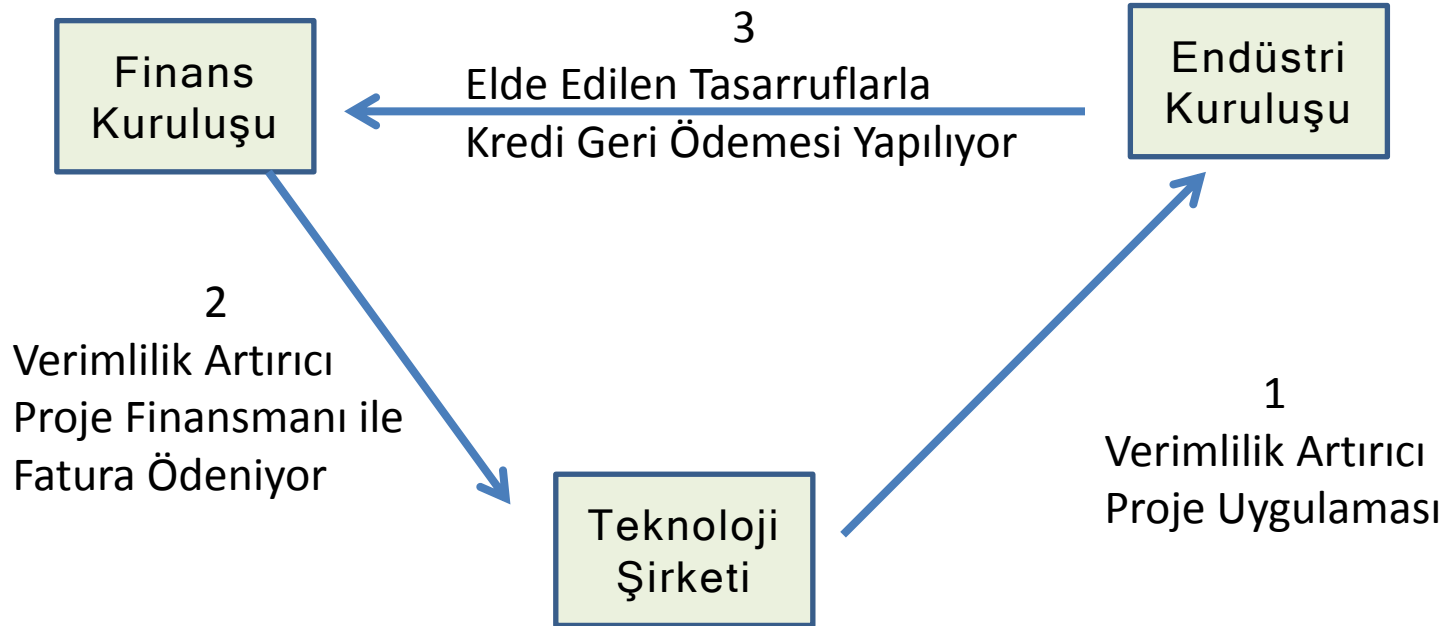 Finans
Kuruluşu
3
Elde Edilen Tasarruflarla
Kredi Geri Ödemesi Yapılıyor
Endüstri
Kuruluşu
2
Verimlilik Artırıcı
Proje Finansmanı ile
Fatura Ödeniyor
1
Verimlilik Artırıcı
Proje Uygulaması
Teknoloji
Şirketi